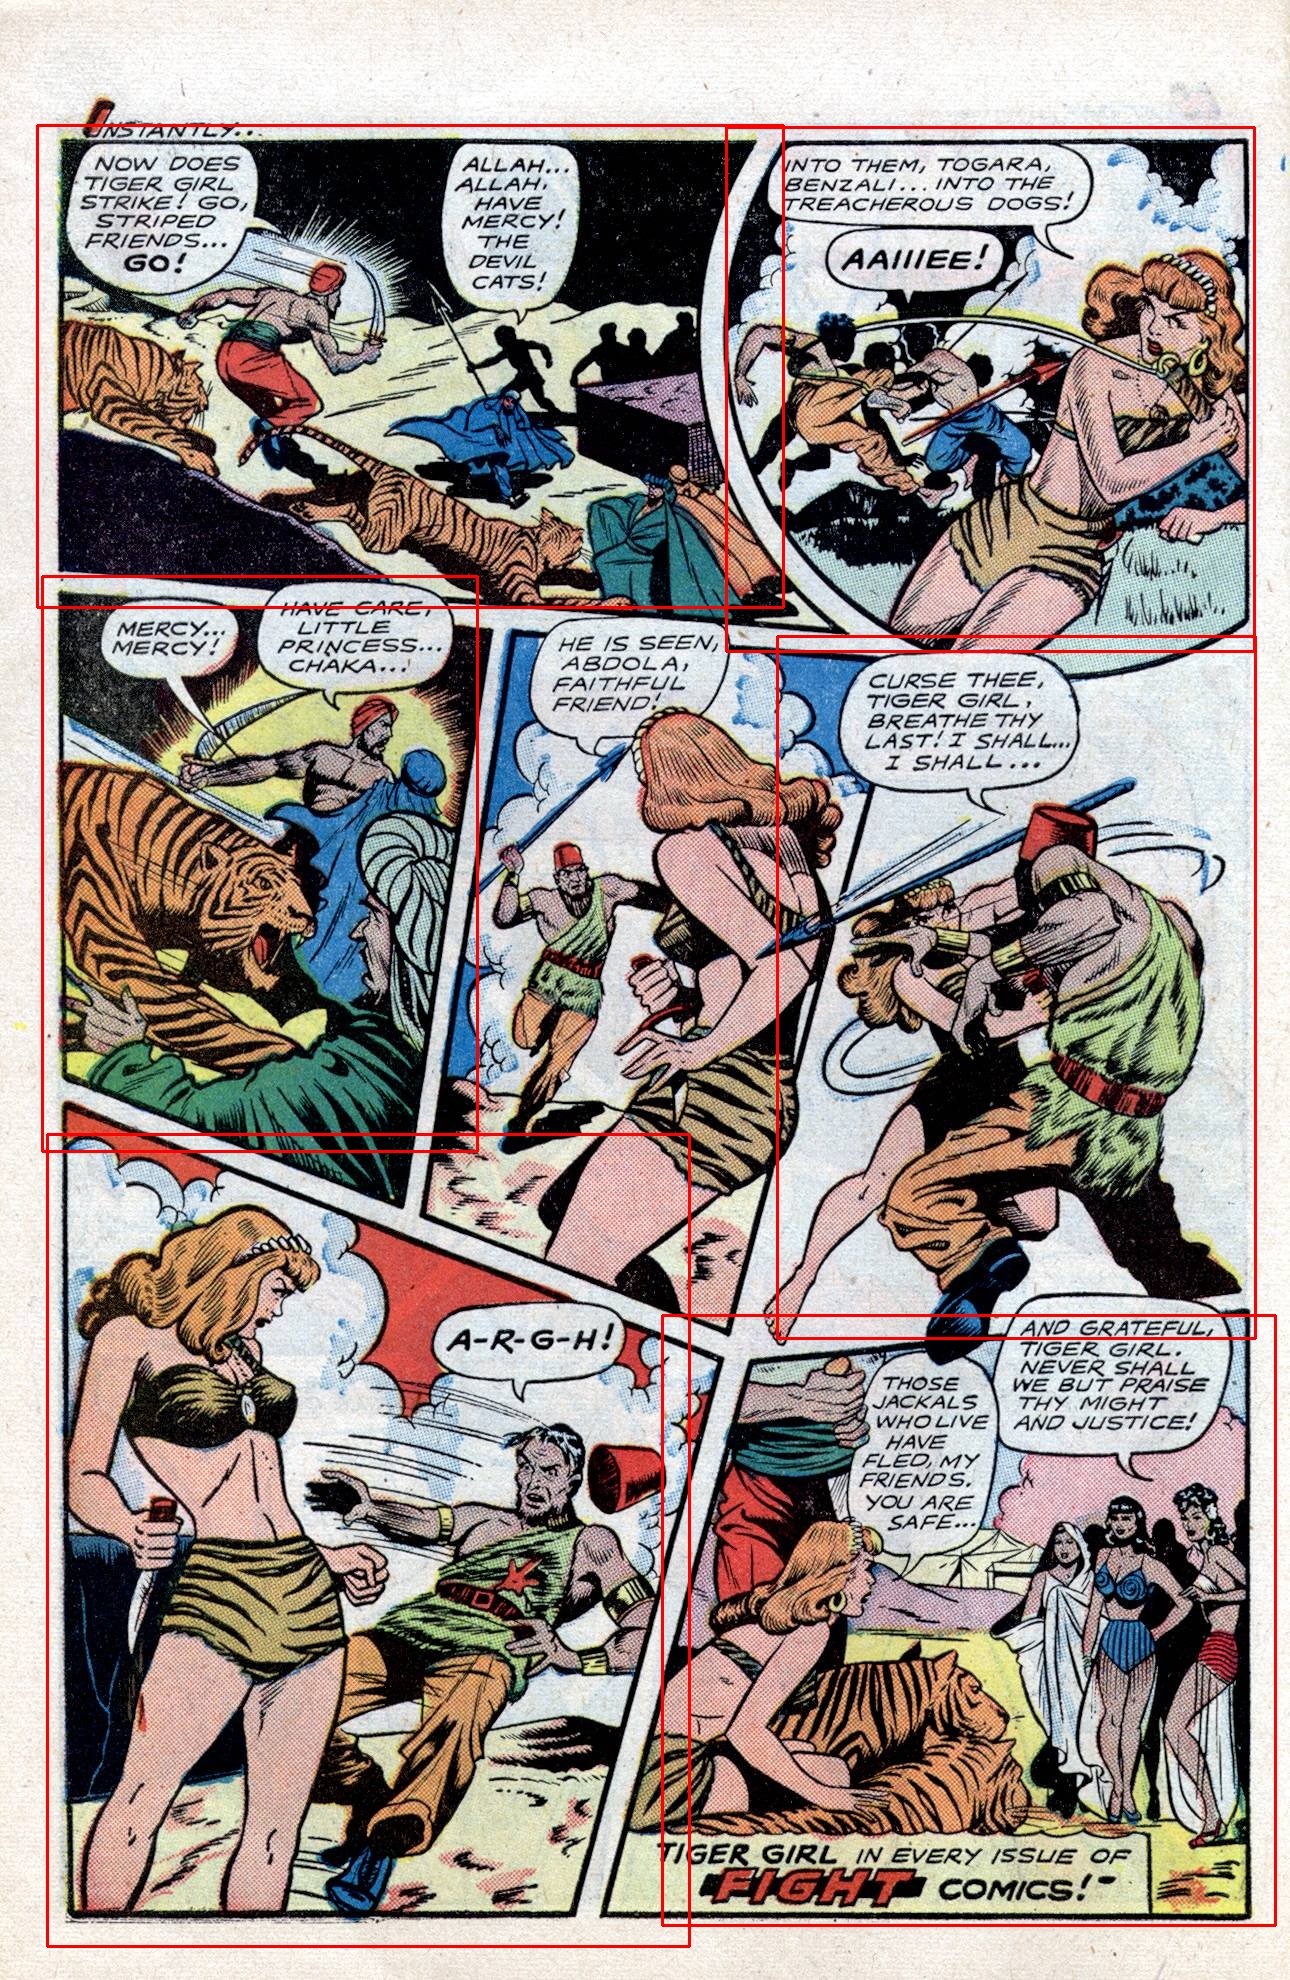 INSTANTLY...
NOW DOES
TIGER GIRL
STRIKE! GO,
STRIPED
FRIENDS...
GO!
ALLAH...
ALLAH,
HAVE
MERCY!
THE
DEVIL
CATS!
INTO THEM, TOGARA,
BENZALI... INTO THE
TREACHEROUS DOGS!
AAIIIEE!
MERCY...
MERCY!
HAVE CARE,
LITTLE
PRINCESS...
CHAKA...
HE IS SEEN,
ABDOLA,
FAITHFUL
FRIEND!
CURSE THEE,
TIGER GIRL,
BREATHE THY
LAST! I SHALL...
I SHALL...
A-R-G-H!
THOSE
JACKALS
WHO LIVE
HAVE
FLED, MY
FRIENDS.
YOU ARE
SAFE...
AND GRATEFUL,
TIGER GIRL.
NEVER SHALL
WE BUT PRAISE
THY MIGHT
AND JUSTICE!
TIGER GIRL IN EVERY ISSUE OF
FIGHT COMICS!-